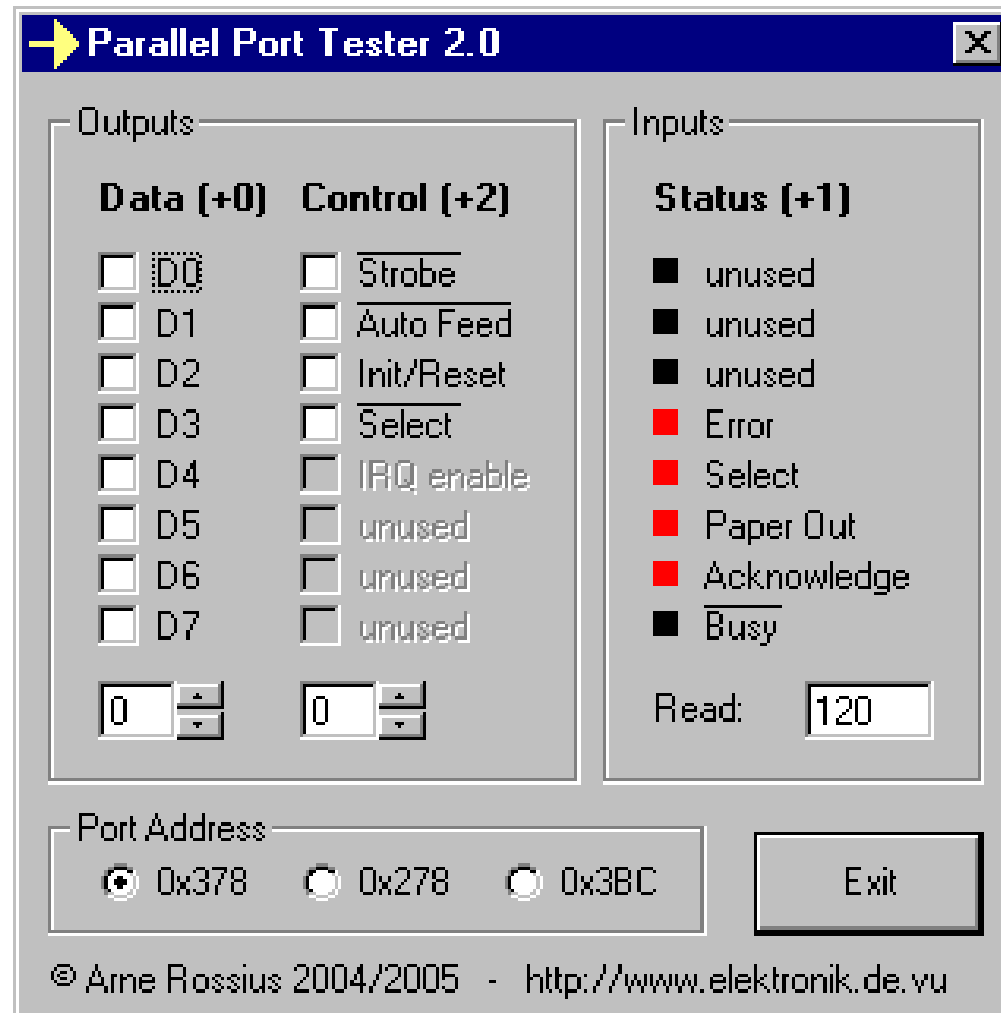 Parallel Port Tester 2.0
Outputs
Data (+0) Control (+2)
D0 Strobe
D1 Auto Feed
D2 Init/Reset
D3 Select
D4 IRQ enable
D5 unused
D6 unused
D7 unused
0 0
Inputs
Status (+1)
unused
unused
unused
Error
Select
Paper Out
Acknowledge
Busy
Read: 120
Port Address
0x378 0x278 0x3BC
Exit
© Arne Rossius 2004/2005 - http://www.elektronik.de.vu